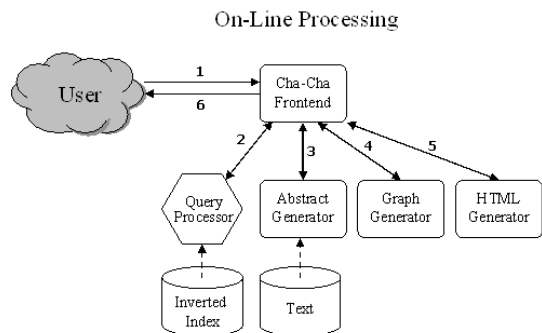 On-Line Processing
User
1
6
Cha-Cha
Frontend
2
3
4
5
Query
Processor
Abstract
Generator
Graph
Generator
HTML
Generator
Inverted
Index
Text